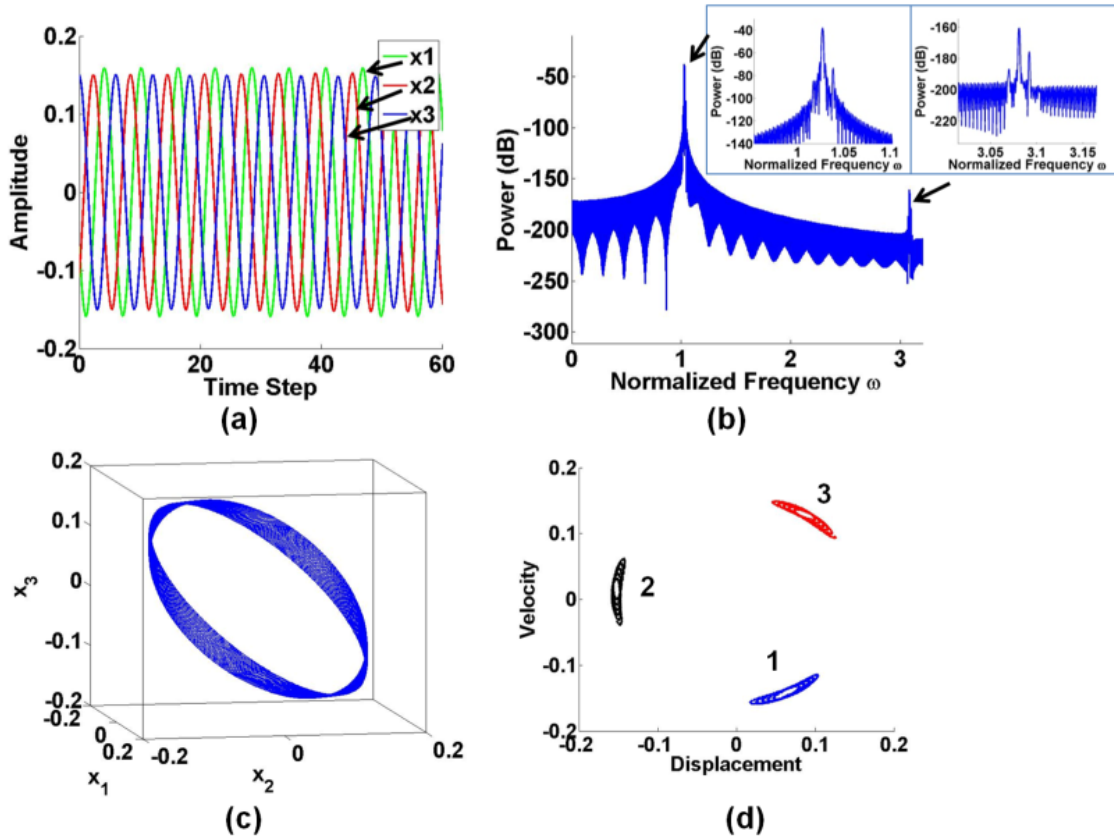 0.2
0.1
0
-0.1
-0.2
Amplitude
0
20
40
60
Time Step
x1
x2
x3
(a)
-50
-100
-150
-200
-250
-300
Power (dB)
0
1
2
3
Normalized Frequency ω
-40
-60
-80
-100
-120
-140
Power (dB)
1
1.05
1.1
Normalized Frequency ω
-160
-180
-200
-220
Power (dB)
3.05
3.1
3.15
Normalized Frequency ω
(b)
0.2
0.1
0
-0.1
-0.2
x3
-0.2
0
0.2
x1
-0.2
0
0.2
x2
(c)
0.2
0.1
0
-0.1
-0.2
Velocity
-0.2
-0.1
0
0.1
0.2
Displacement
3
2
1
(d)